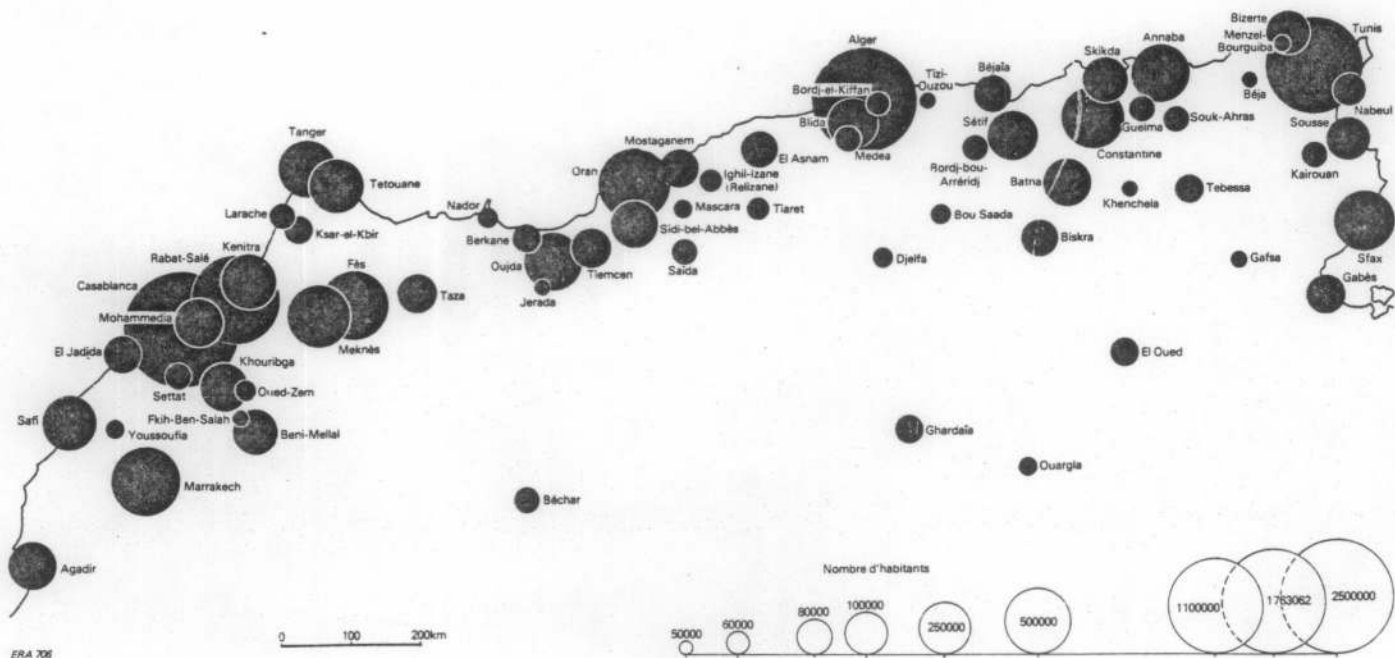 Bizerte
Tunis
Menzel-
Bourguiba
Alger
Skikda
Annaba
Tizi-
Ouzou
Béjaïa
Bordj-el-Kiffan
Béja
Nabeul
Blida
Sétif
Guelma
Souk-Ahras
Sousse
Medea
Tanger
Mostaganem
El Asnam
Constantine
Rordj-bou-
Arréridj
Kairouan
Oran
Ighil-Izane
(Relizane)
Batna
Tetouane
Khenchela
Tebessa
Larache
Nador
Mascara
Tiaret
Bou Saada
Ksar-el-Kbir
Sidi-bel-Abbès
Berkane
Biskra
Kenitra
Oujda
Tlemcen
Saïda
Djelfa
Gafsa
Sfax
Rabat-Salé
Fès
Gabès
Casablanca
Jerada
Taza
Mohammedia
Meknès
El Jadida
Khouribga
El Oued
Settat
Oued-Zem
Safi
Fkih-Ben-Salah
Youssoufia
Beni-Mellal
Ghardaïa
Ouargla
Marrakech
Béchar
Agadir
Nombre d'habitants
50000
60000
80000
100000
250000
500000
1100000
1763062
2500000
0 100 200km
ERA 706